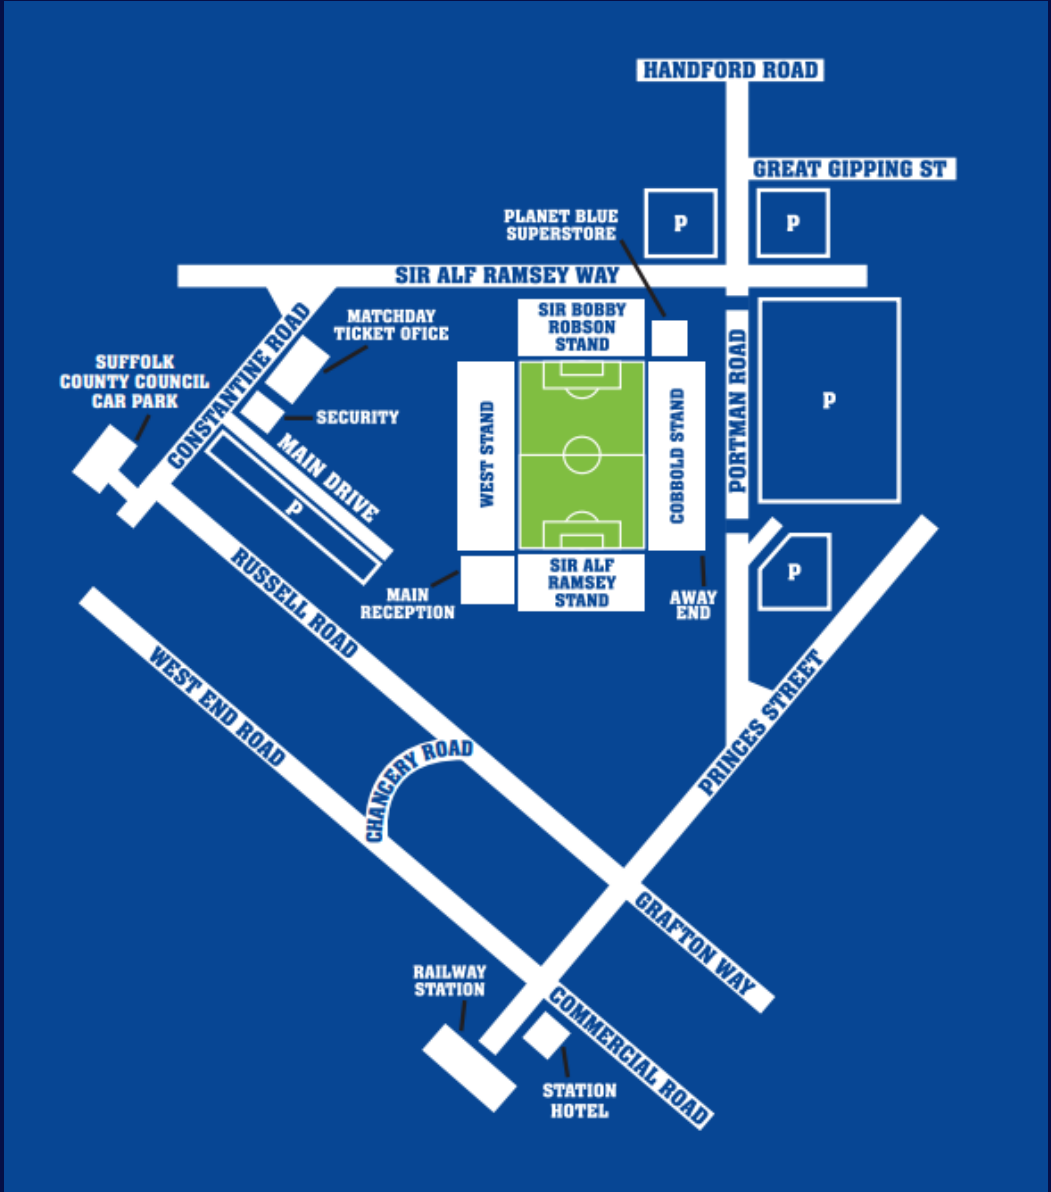 HANDFORD ROAD
GREAT GIPPING ST
P
P
PLANET BLUE
SUPERSTORE
SIR ALF RAMSEY WAY
MATCHDAY
TICKET OFICE
SIR BOBBY
ROBSON
STAND
CONSTANTINE ROAD
SUFFOLK
COUNTY COUNCIL
CAR PARK
SECURITY
MAIN DRIVE
P
WEST STAND
COBBOLD STAND
PORTMAN ROAD
P
SIR ALF
RAMSEY
STAND
MAIN
RECEPTION
AWAY
END
P
RUSSELL ROAD
WEST END ROAD
CHANCERY ROAD
PRINCES STREET
GRAFTON WAY
RAILWAY
STATION
COMMERCIAL ROAD
STATION
HOTEL